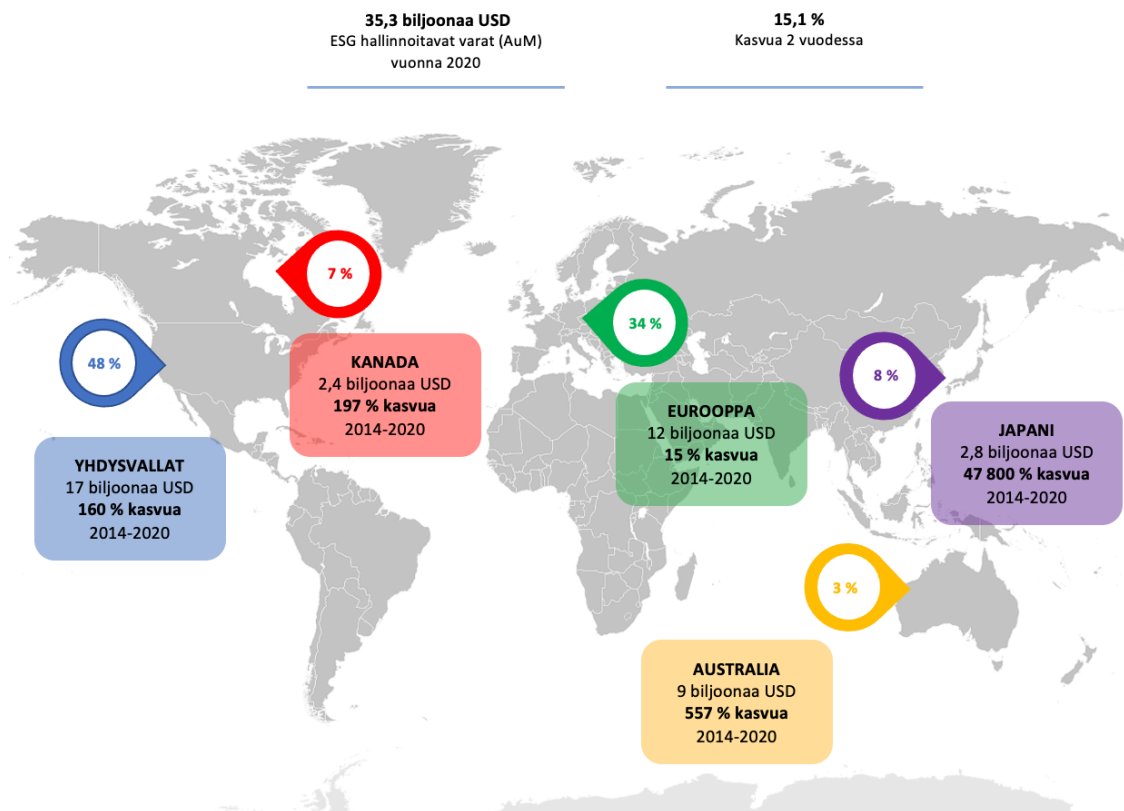 35,3 biljoonaa USD
ESG hallinnoitavat varat (AuM)
vuonna 2020
15,1 %
Kasvua 2 vuodessa
7 %
48 %
34 %
8 %
KANADA
2,4 biljoonaa USD
197 % kasvua
2014-2020
EUROOPPA
12 biljoonaa USD
15 % kasvua
2014-2020
JAPANI
2,8 biljoonaa USD
47 800 % kasvua
2014-2020
YHDYSVALLAT
17 biljoonaa USD
160 % kasvua
2014-2020
3 %
AUSTRALIA
9 biljoonaa USD
557 % kasvua
2014-2020